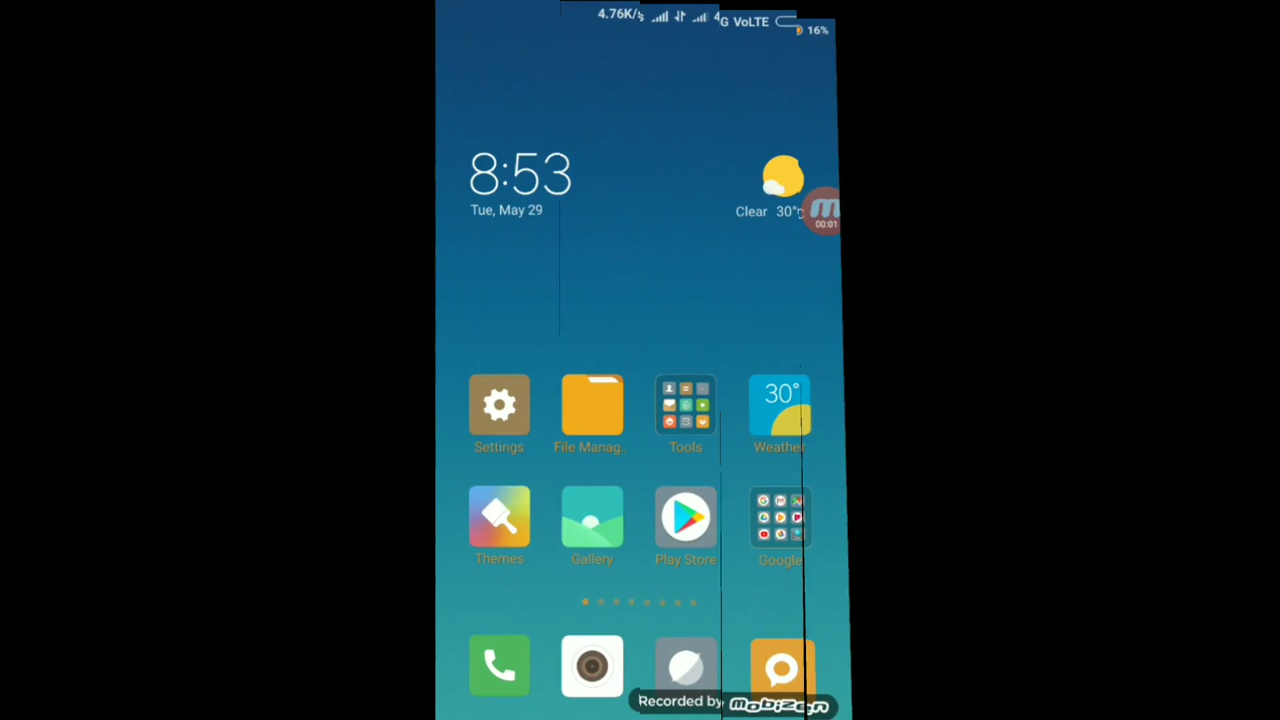 4.76K/s 4G VoLTE 16%
8:53
Tue, May 29
Clear 30°c
00:01
30°
Settings File Manag.. Tools Weather
Themes Gallery Play Store Google
Recorded by mobizen